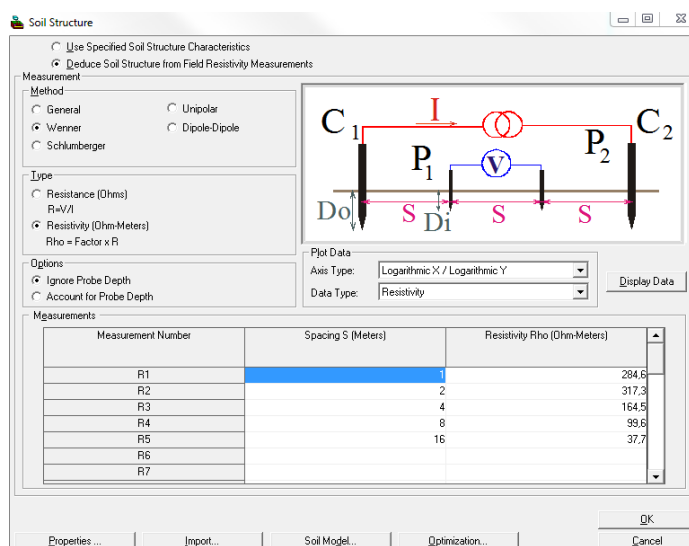 Soil Structure
Use Specified Soil Structure Characteristics
Deduce Soil Structure from Field Resistivity Measurements
Measurement
Method
General
Unipolar
Wenner
Dipole-Dipole
Schlumberger
Type
Resistance (Ohms)
R=V/I
Resistivity (Ohm-Meters)
Rho = Factor x R
Options
Ignore Probe Depth
Account for Probe Depth
C1 I C2
P1 V P2
Do S Di S S
Plot Data
Axis Type: Logarithmic X / Logarithmic Y
Data Type: Resistivity
Display Data
Measurements
Measurement Number Spacing S (Meters) Resistivity Rho (Ohm-Meters)
R1 1 284,6
R2 2 317,3
R3 4 164,5
R4 8 99,6
R5 16 37,7
R6
R7
OK
Properties ... Import... Soil Model... Optimization... Cancel